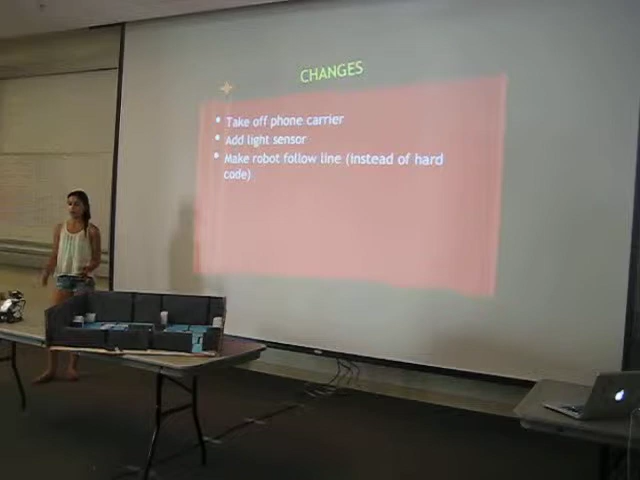 CHANGES
• Take off phone carrier
• Add light sensor
• Make robot follow line (instead of hard
code)